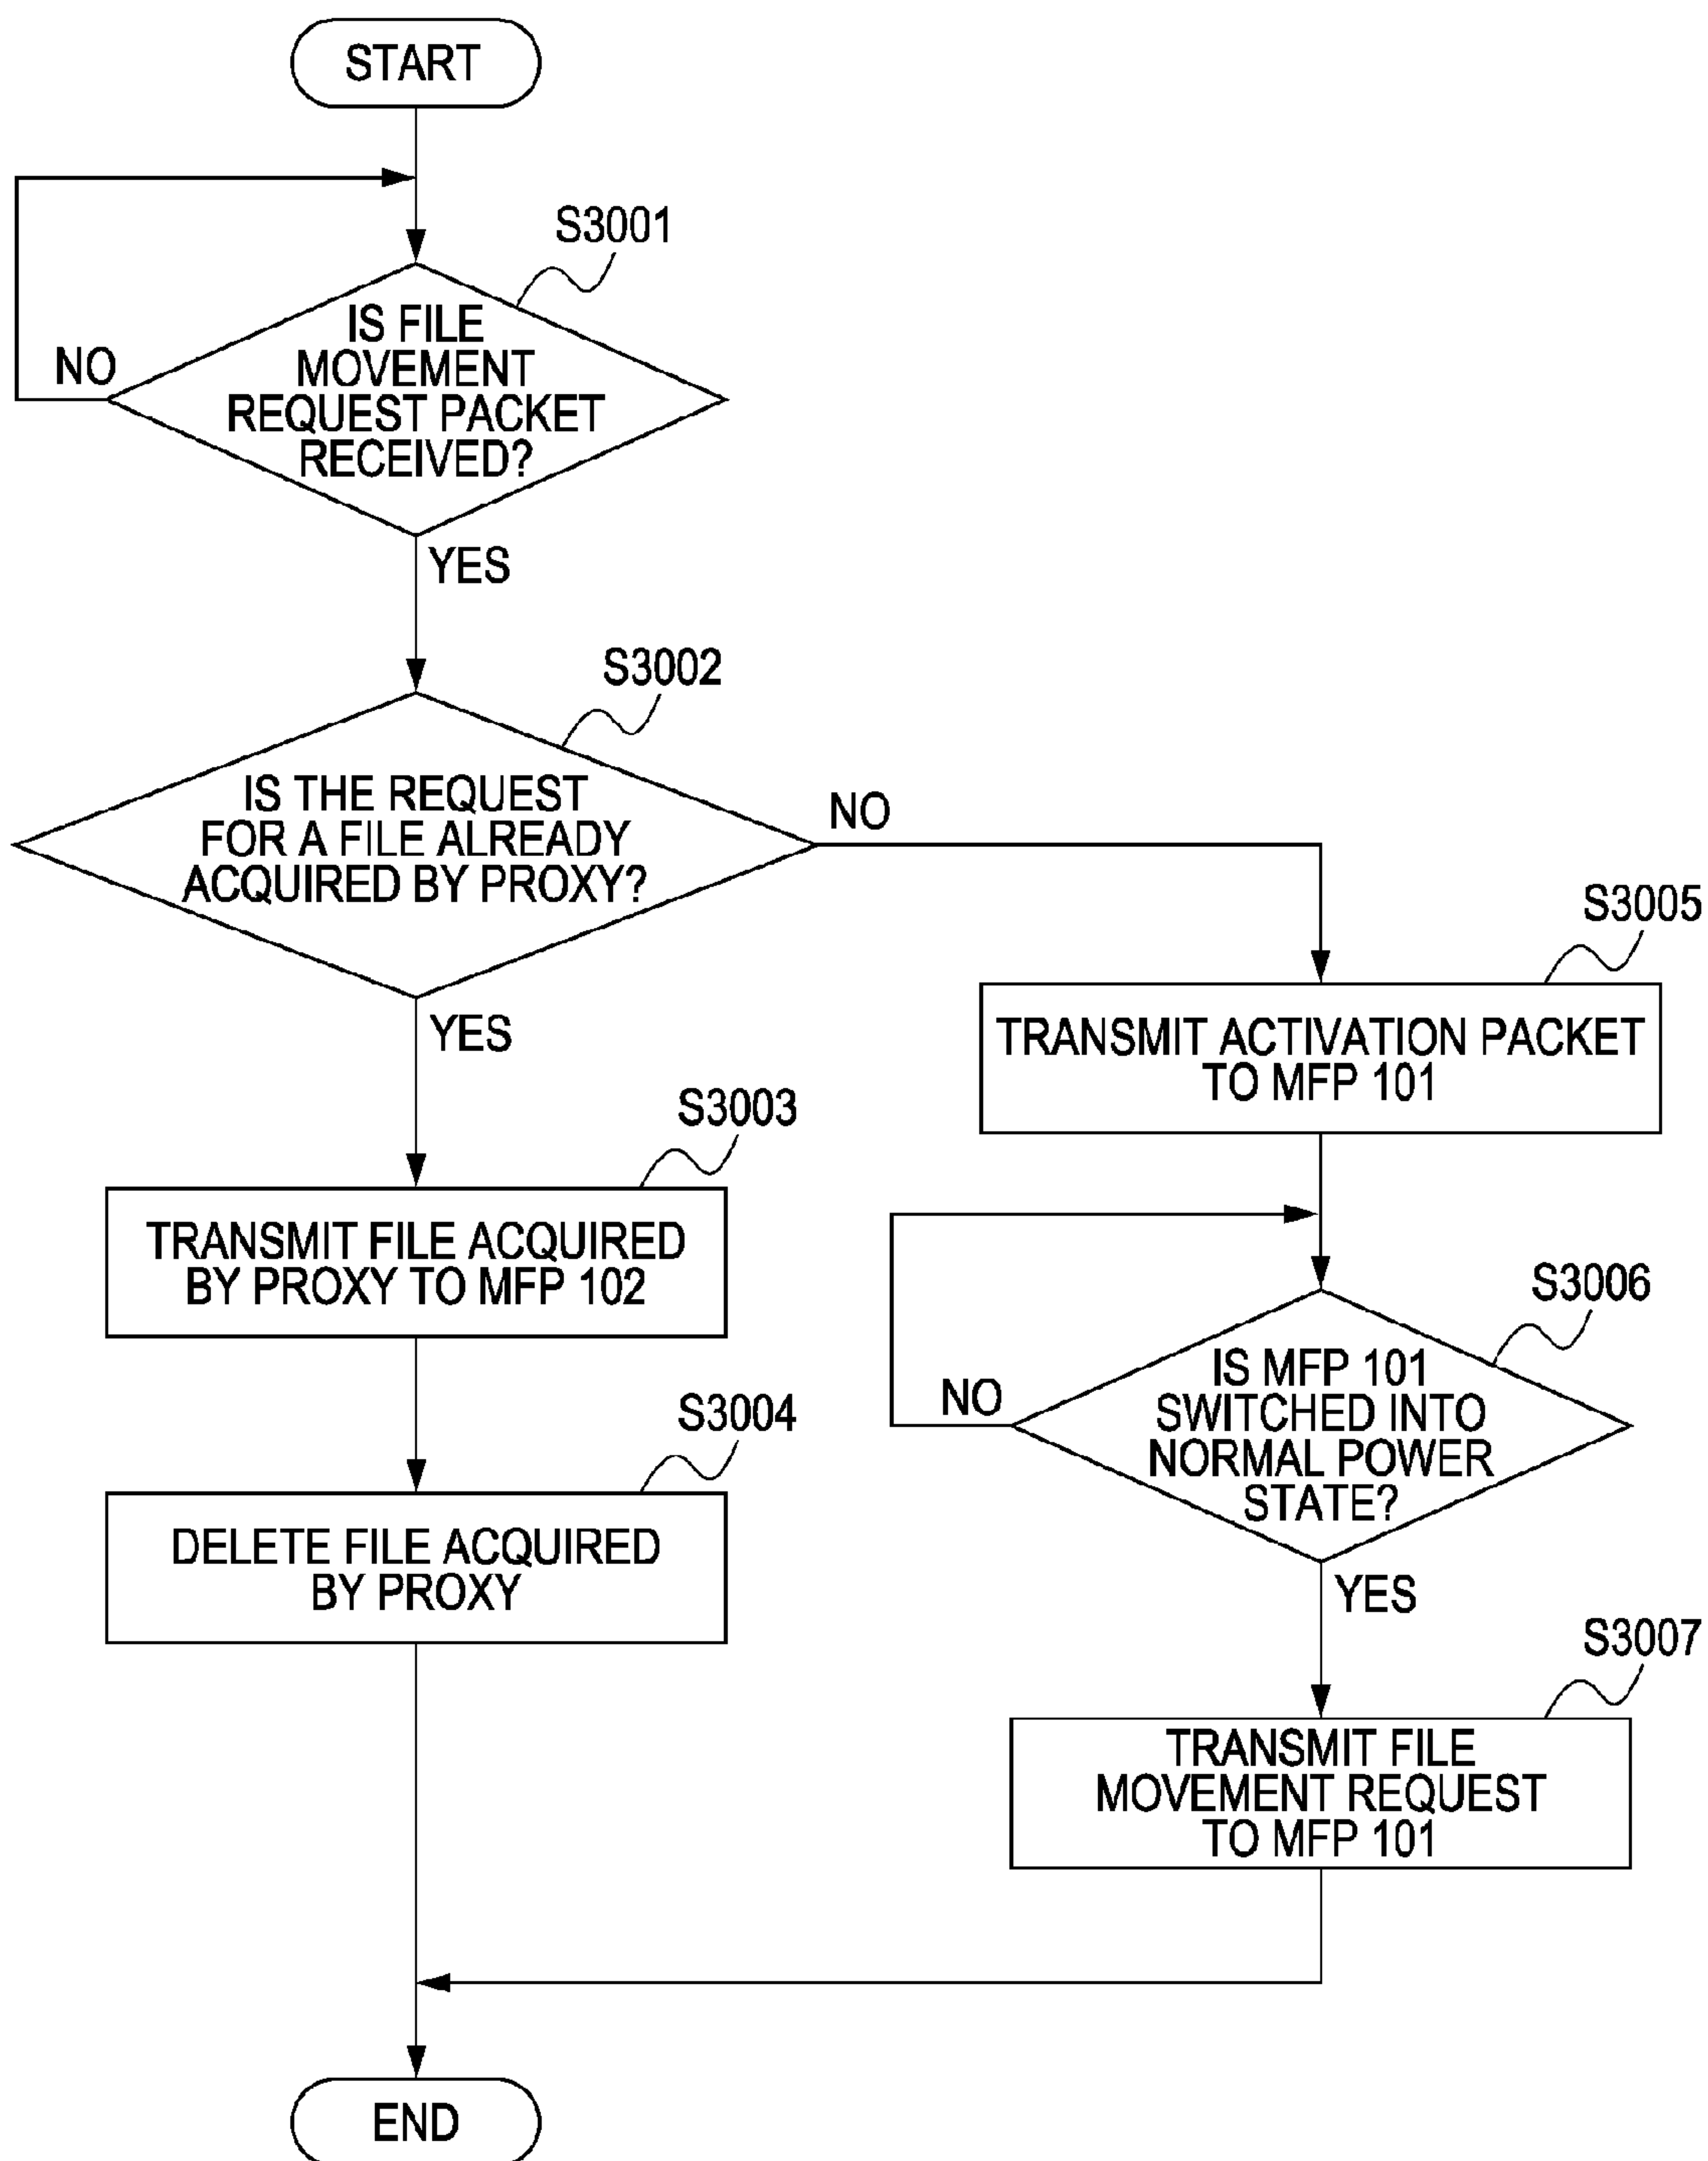 START
S3001
IS FILE
MOVEMENT
REQUEST PACKET
RECEIVED?
NO
YES
S3002
IS THE REQUEST
FOR A FILE ALREADY
ACQUIRED BY PROXY?
NO
YES
S3003
TRANSMIT FILE ACQUIRED
BY PROXY TO MFP 102
S3004
DELETE FILE ACQUIRED
BY PROXY
S3005
TRANSMIT ACTIVATION PACKET
TO MFP 101
S3006
IS MFP 101
SWITCHED INTO
NORMAL POWER
STATE?
NO
YES
S3007
TRANSMIT FILE
MOVEMENT REQUEST
TO MFP 101
END